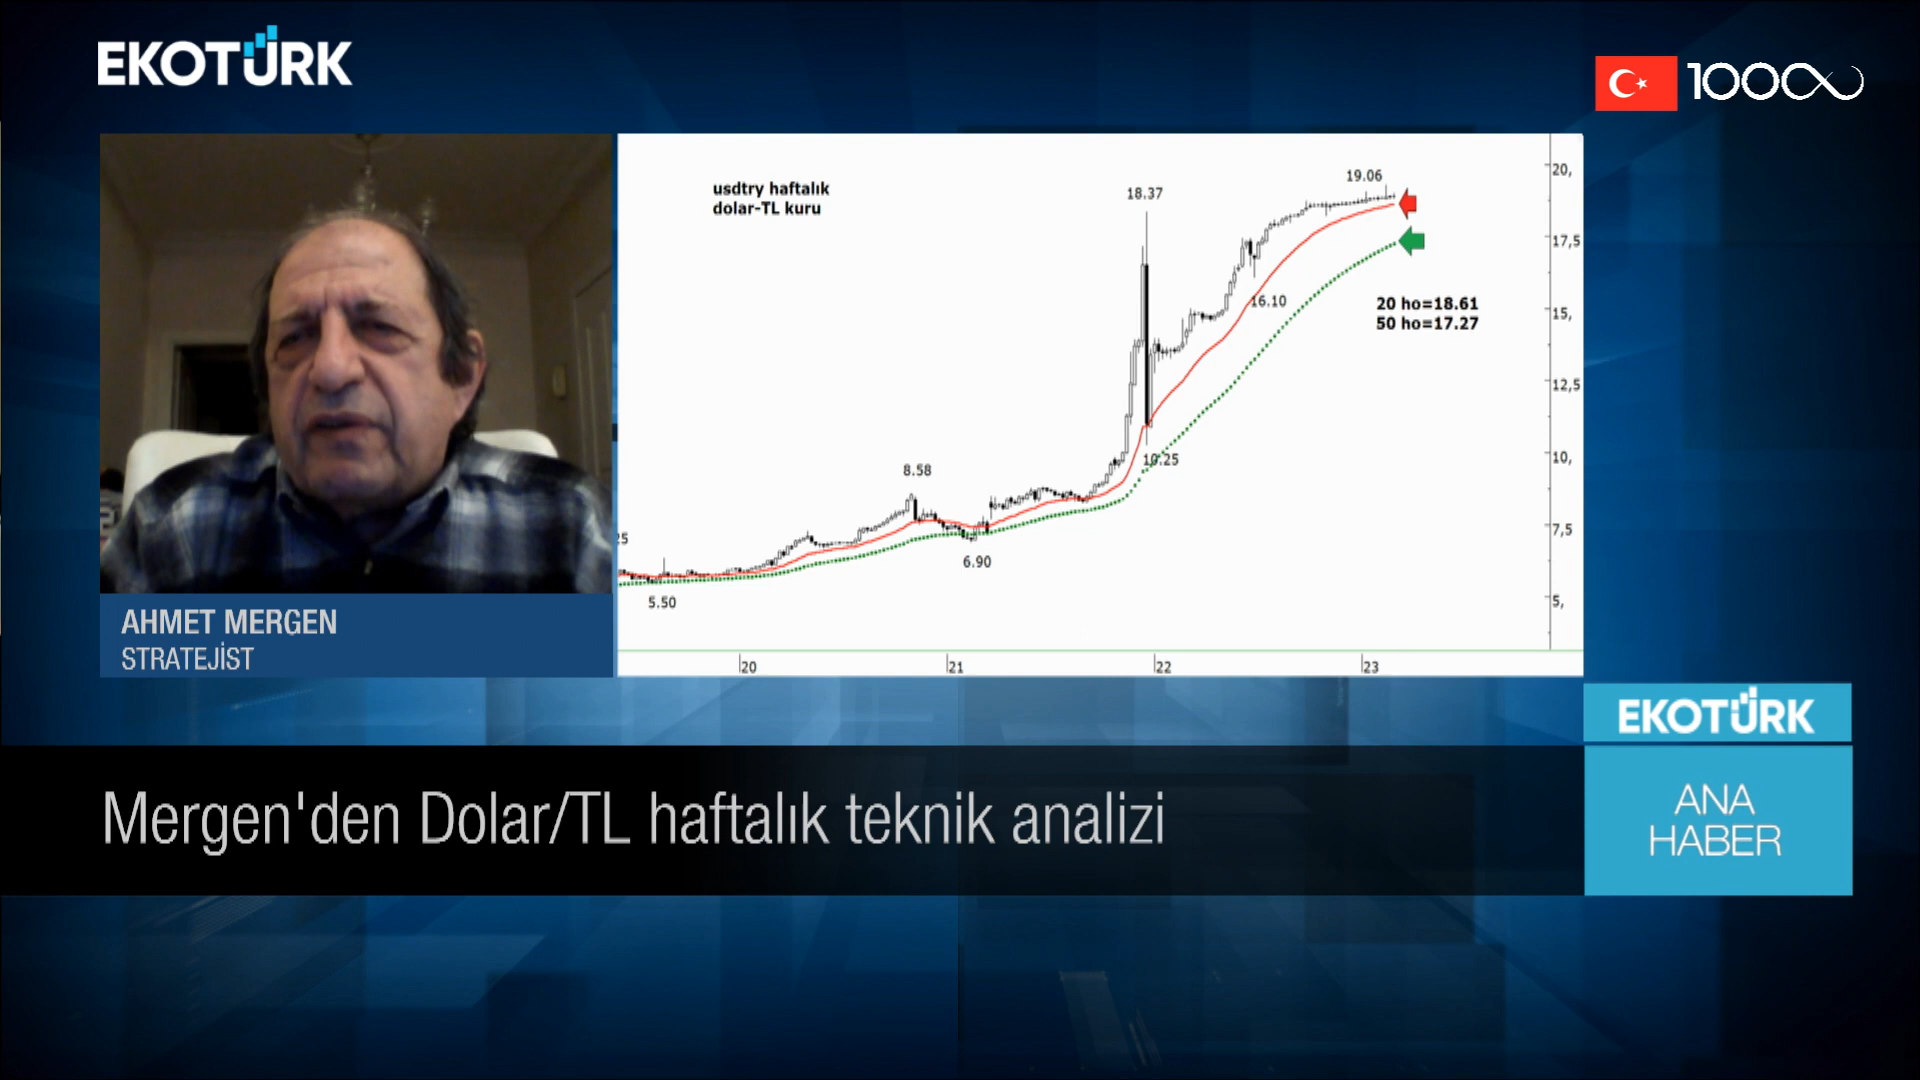 EKOTÜRK
100
usdtry haftalık
dolar-TL kuru
18.37
19.06
16.10
20 ho=18.61
50 ho=17.27
10.25
8.58
6.90
25
5.50
20,
17,5
15,
12,5
10,
7,5
5,
20
21
22
23
AHMET MERGEN
STRATEJİST
EKOTÜRK
Mergen'den Dolar/TL haftalık teknik analizi
ANA
HABER